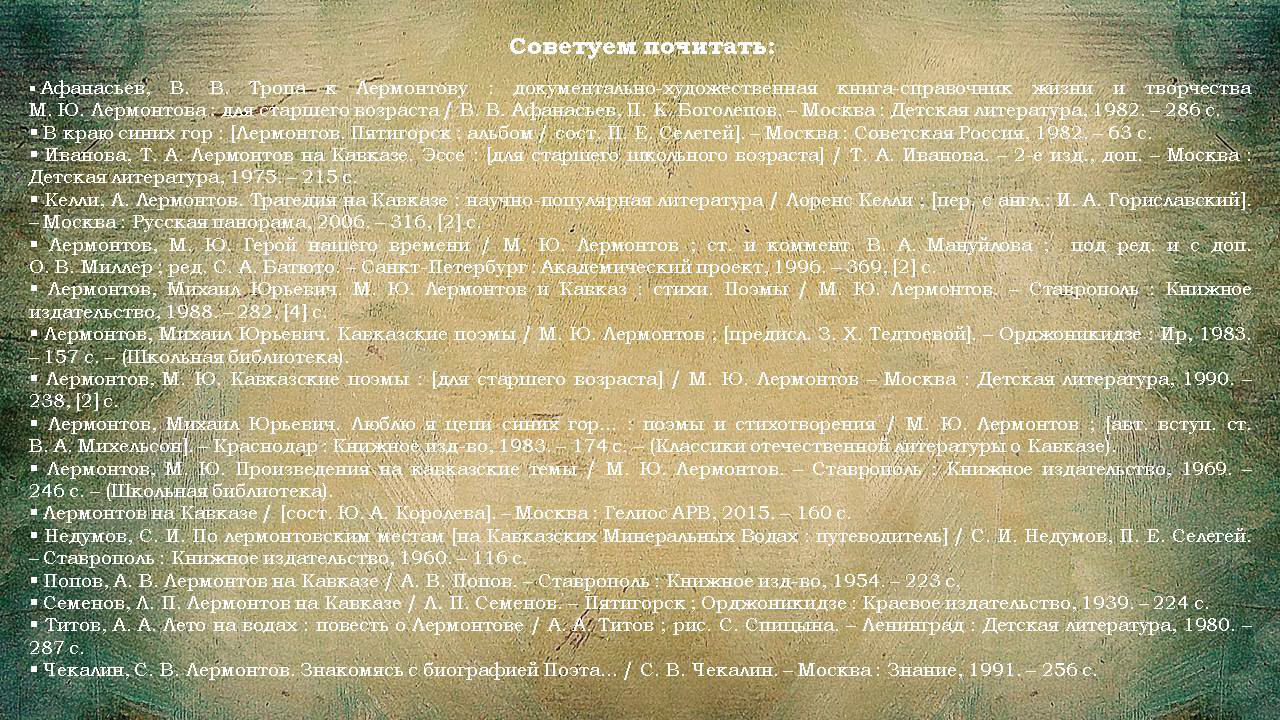 Советуем почитать:
▪ Афанасьев, В. В. Тропа к Лермонтову : документально-художественная книга-справочник жизни и творчества
М. Ю. Лермонтова : для старшего возраста / В. В. Афанасьев, П. К. Боголепов. – Москва : Детская литература, 1982. – 286 с.
▪ В краю синих гор : [Лермонтов. Пятигорск : альбом / сост. П. Е. Селегей]. – Москва : Советская Россия, 1982. – 63 с.
▪ Иванова, Т. А. Лермонтов на Кавказе. Эссе : [для старшего школьного возраста] / Т. А. Иванова. – 2-е изд., доп. – Москва :
Детская литература, 1975. – 215 с.
▪ Келли, Л. Лермонтов. Трагедия на Кавказе : научно-популярная литература / Лоренс Келли ; [пер. с англ.: И. А. Гориславский].
– Москва : Русская панорама, 2006. – 316, [2] с.
▪ Лермонтов, М. Ю. Герой нашего времени / М. Ю. Лермонтов ; ст. и коммент. В. А. Мануйлова ; под ред. и с доп.
О. В. Миллер ; ред. С. А. Батюто. – Санкт-Петербург : Академический проект, 1996. – 369, [2] с.
▪ Лермонтов, Михаил Юрьевич. М. Ю. Лермонтов и Кавказ : стихи. Поэмы / М. Ю. Лермонтов. – Ставрополь : Книжное
издательство, 1988. – 282, [4] с.
▪ Лермонтов, Михаил Юрьевич. Кавказские поэмы / М. Ю. Лермонтов ; [предисл. З. Х. Тедтоевой]. – Орджоникидзе : Ир, 1983.
– 157 с. – (Школьная библиотека).
▪ Лермонтов, М. Ю. Кавказские поэмы : [для старшего возраста] / М. Ю. Лермонтов – Москва : Детская литература, 1990. –
238, [2] с.
▪ Лермонтов, Михаил Юрьевич. Люблю я цепи синих гор... : поэмы и стихотворения / М. Ю. Лермонтов ; [авт. вступ. ст.
В. А. Михельсон]. – Краснодар : Книжное изд-во, 1983. – 174 с. – (Классики отечественной литературы о Кавказе).
▪ Лермонтов, М. Ю. Произведения на кавказские темы / М. Ю. Лермонтов. – Ставрополь : Книжное издательство, 1969. –
246 с. – (Школьная библиотека).
▪ Лермонтов на Кавказе / [сост. Ю. А. Королева]. – Москва : Гелиос АРВ, 2015. – 160 с.
▪ Недумов, С. И. По лермонтовским местам [на Кавказских Минеральных Водах : путеводитель] / С. И. Недумов, П. Е. Селегей.
– Ставрополь : Книжное издательство, 1960. – 116 с.
▪ Попов, А. В. Лермонтов на Кавказе / А. В. Попов. – Ставрополь : Книжное изд-во, 1954. – 223 с.
▪ Семенов, Л. П. Лермонтов на Кавказе / Л. П. Семенов. – Пятигорск ; Орджоникидзе : Краевое издательство, 1939. – 224 с.
▪ Титов, А. А. Лето на водах : повесть о Лермонтове / А. А. Титов ; рис. С. Спицына. – Ленинград : Детская литература, 1980. –
287 с.
▪ Чекалин, С. В. Лермонтов. Знакомясь с биографией Поэта... / С. В. Чекалин. – Москва : Знание, 1991. – 256 с.